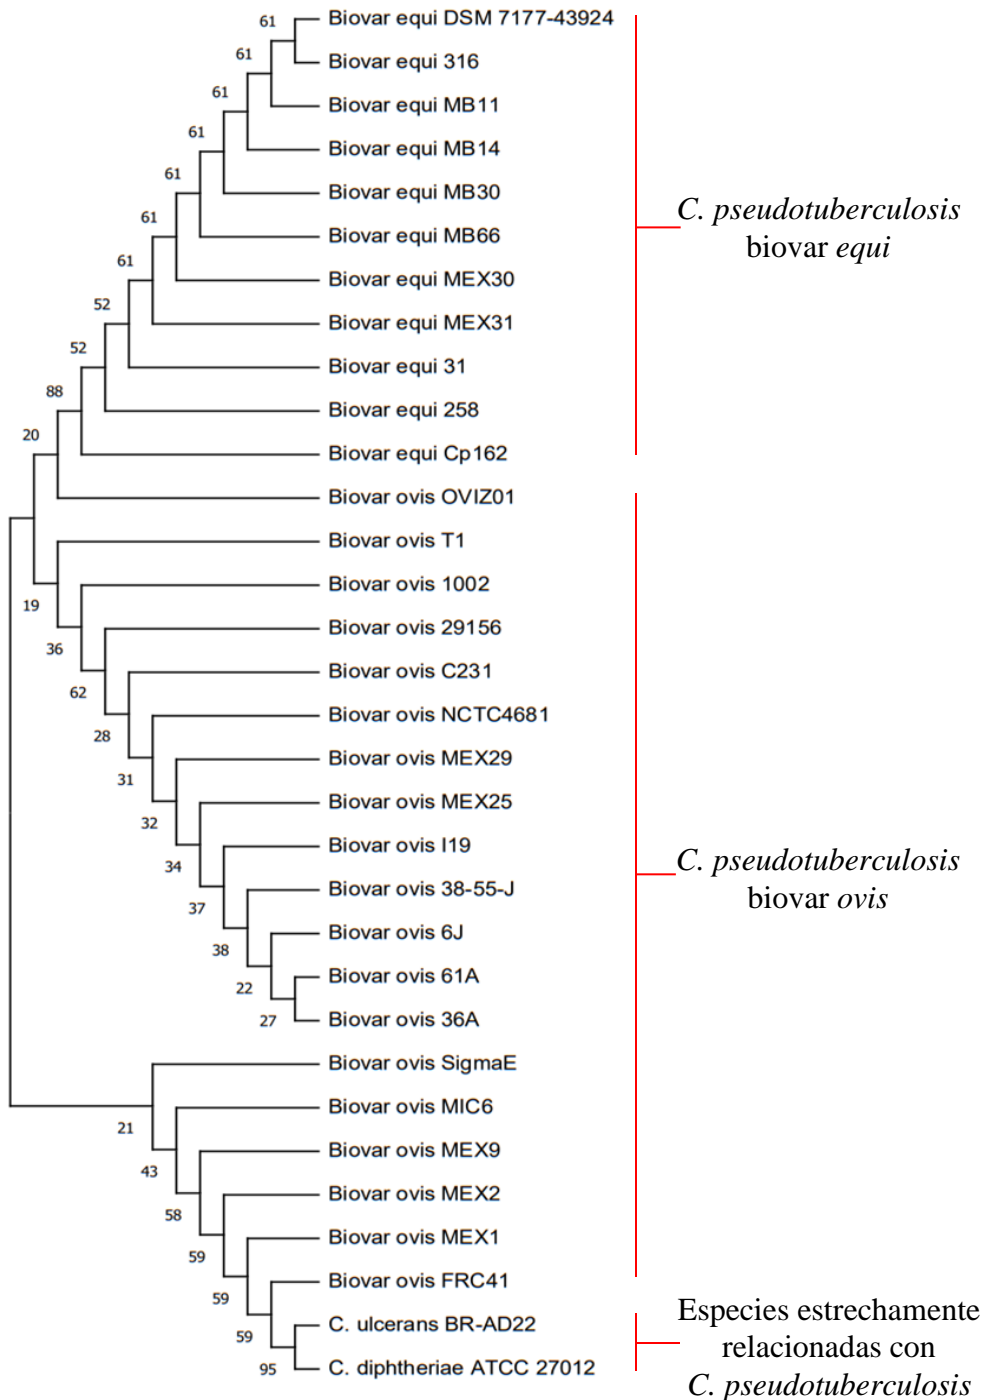 61
Biovar equi DSM 7177-43924
61
Biovar equi 316
61
Biovar equi MB11
61
Biovar equi MB14
61
Biovar equi MB30
61
Biovar equi MB66
61
Biovar equi MEX30
52
Biovar equi MEX31
52
Biovar equi 31
88
Biovar equi 258
20
Biovar equi Cp162
Biovar ovis OVIZ01
Biovar ovis T1
19
Biovar ovis 1002
36
Biovar ovis 29156
62
Biovar ovis C231
28
Biovar ovis NCTC4681
31
Biovar ovis MEX29
32
Biovar ovis MEX25
34
Biovar ovis I19
37
Biovar ovis 38-55-J
38
Biovar ovis 6J
22
Biovar ovis 61A
27
Biovar ovis 36A
Biovar ovis SigmaE
21
Biovar ovis MIC6
43
Biovar ovis MEX9
58
Biovar ovis MEX2
59
Biovar ovis MEX1
59
Biovar ovis FRC41
59
C. ulcerans BR-AD22
95
C. diphtheriae ATCC 27012
C. pseudotuberculosis
biovar equi
C. pseudotuberculosis
biovar ovis
Especies estrechamente
relacionadas con
C. pseudotuberculosis